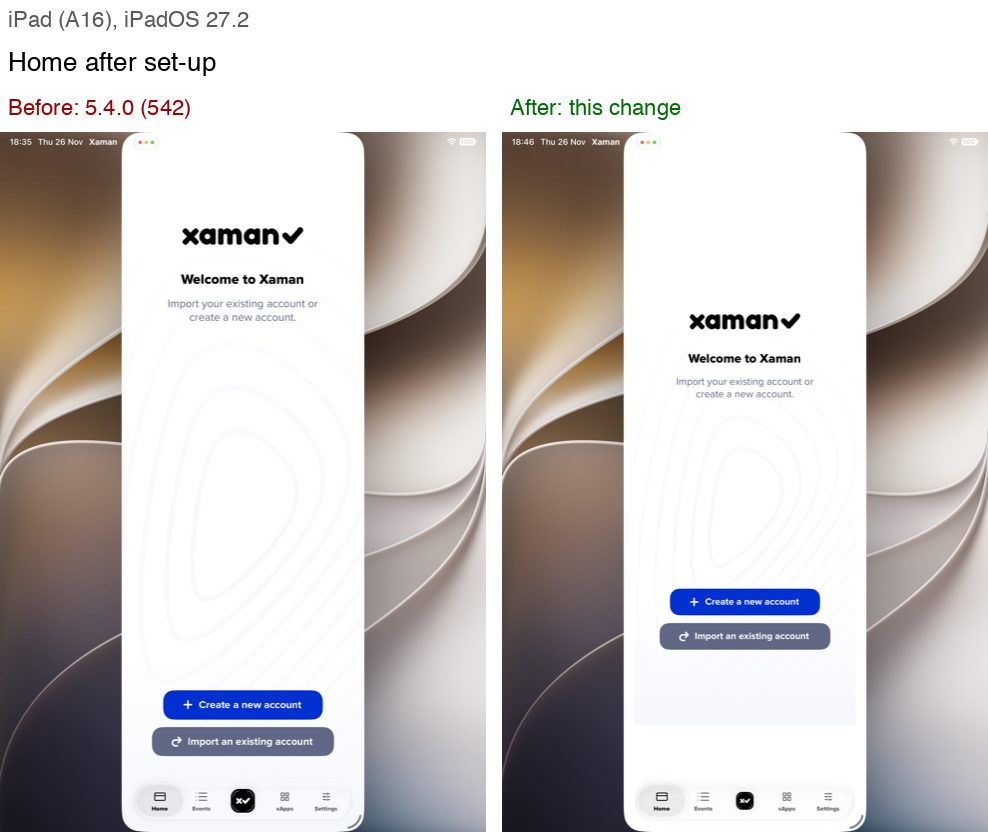 iPad (A16), iPadOS 27.2
Home after set-up
Before: 5.4.0 (542)
After: this change
18:35 Thu 26 Nov Xaman
100
xaman
Welcome to Xaman
Import your existing account or
create a new account.
+ Create a new account
Import an existing account
Home Events xApps Settings
18:46 Thu 26 Nov Xaman
100
xaman
Welcome to Xaman
Import your existing account or
create a new account.
+ Create a new account
Import an existing account
Home Events xApps Settings